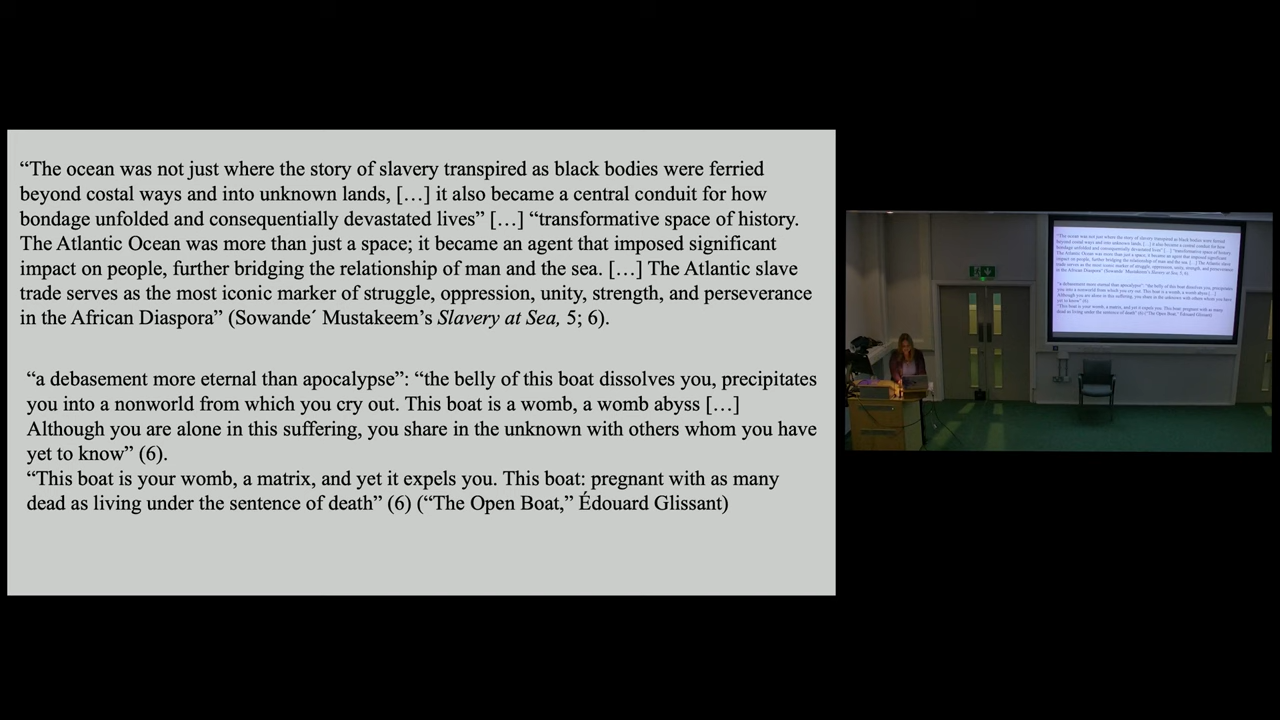 “The ocean was not just where the story of slavery transpired as black bodies were ferried
beyond costal ways and into unknown lands, […] it also became a central conduit for how
bondage unfolded and consequentially devastated lives” […] “transformative space of history.
The Atlantic Ocean was more than just a space; it became an agent that imposed significant
impact on people, further bridging the relationship of man and the sea. […] The Atlantic slave
trade serves as the most iconic marker of struggle, oppression, unity, strength, and perseverance
in the African Diaspora” (Sowande´ Mustakeem´s Slavery at Sea, 5; 6).
“a debasement more eternal than apocalypse”: “the belly of this boat dissolves you, precipitates
you into a nonworld from which you cry out. This boat is a womb, a womb abyss […]
Although you are alone in this suffering, you share in the unknown with others whom you have
yet to know” (6).
“This boat is your womb, a matrix, and yet it expels you. This boat: pregnant with as many
dead as living under the sentence of death” (6) (“The Open Boat,” Édouard Glissant)